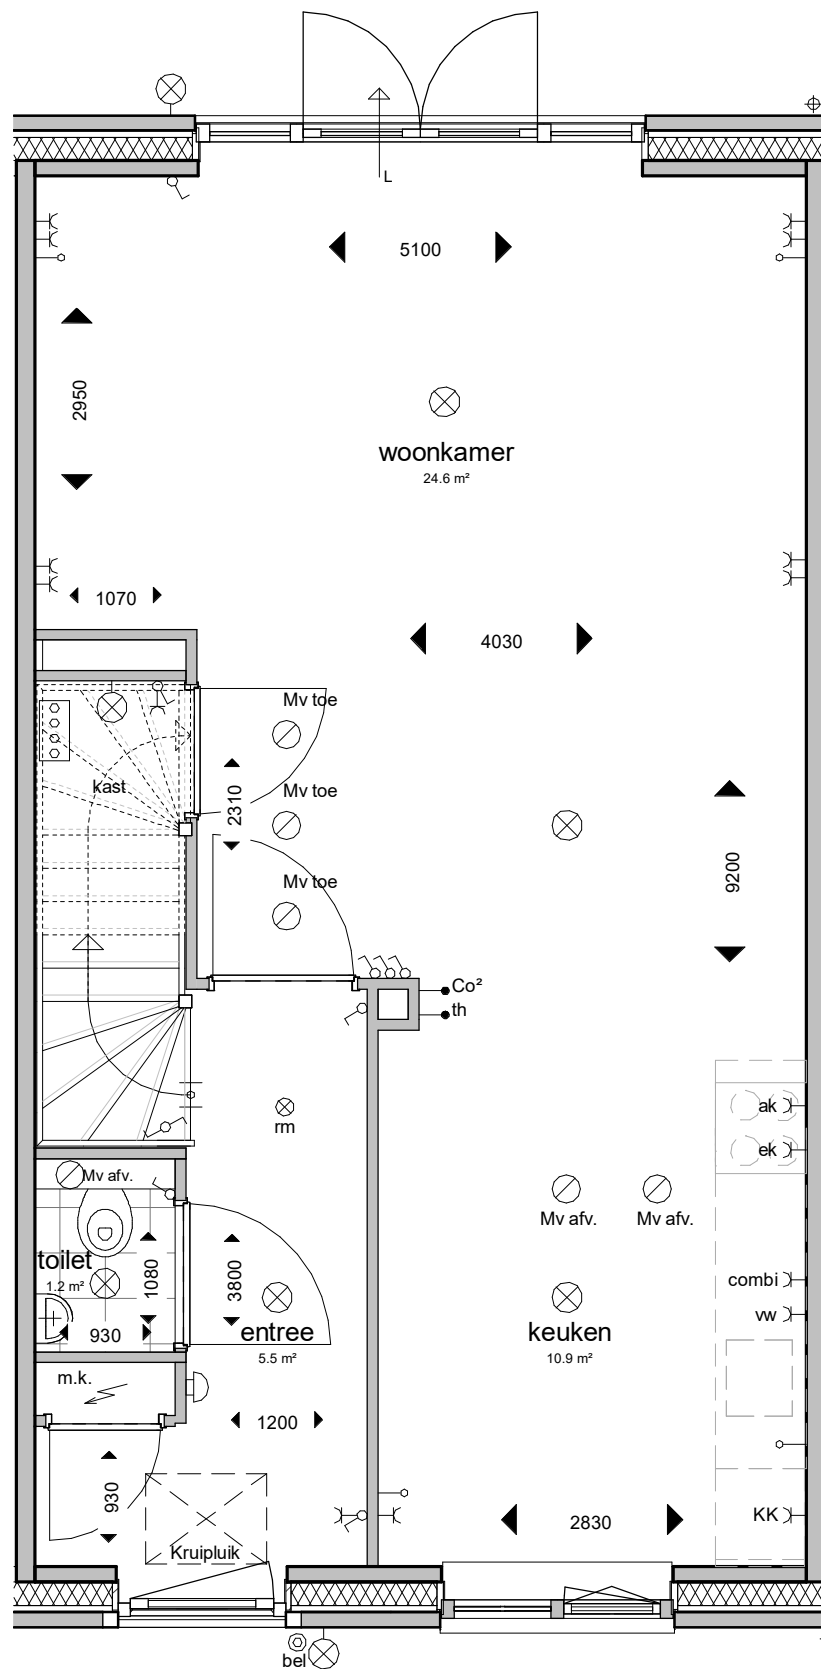 L
5100
2950
woonkamer
24.6 m²
1070
4030
Mv toe
kast
Mv toe
2310
9200
Mv toe
Co²
th
ak
rm
ek
Mv afv.
Mv afv.
Mv afv.
toilet
1.2 m²
1080
3800
combi
vw
930
entree
5.5 m²
keuken
10.9 m²
m.k.
1200
930
KK
2830
Kruipluik
bel